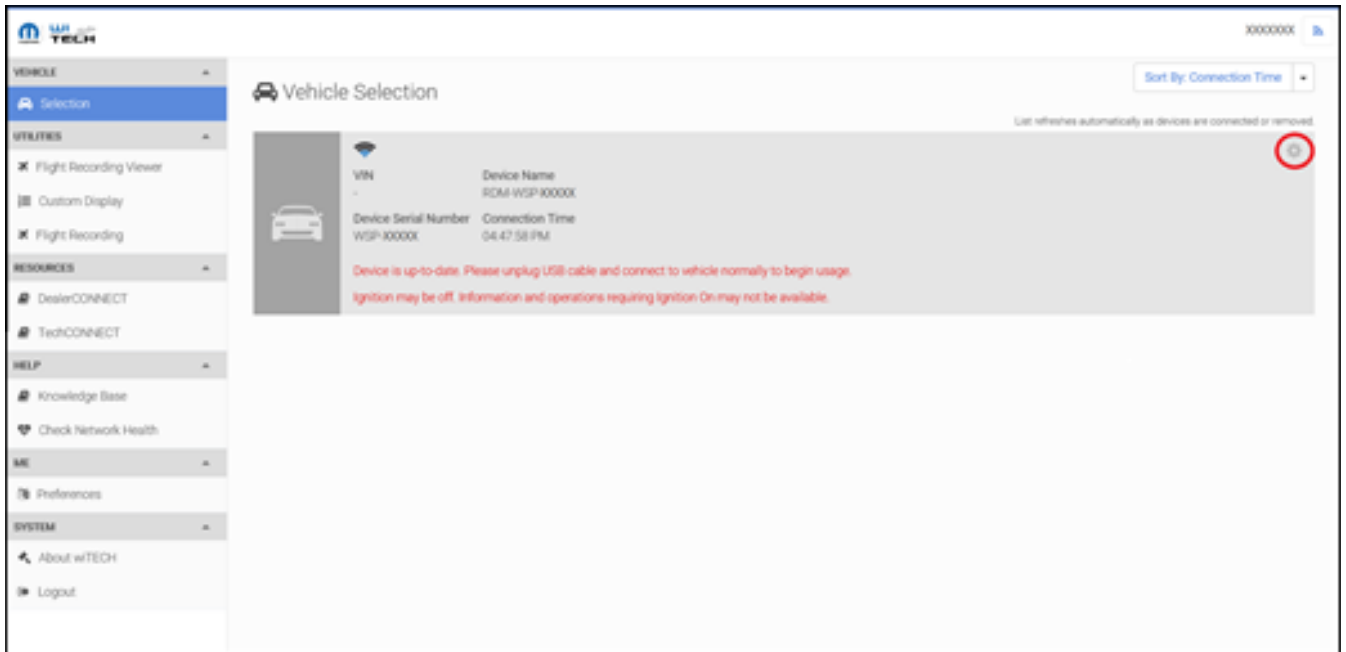 WI
TECH
XXXXXXX
VEHICLE
Selection
UTILITIES
Flight Recording Viewer
Custom Display
Flight Recording
RESOURCES
DealerCONNECT
TechCONNECT
HELP
Knowledge Base
Check Network Health
ME
Preferences
SYSTEM
About wiTECH
Logout
Vehicle Selection
Sort By: Connection Time
List refreshes automatically as devices are connected or removed.
VIN
-
Device Name
RDM-WSP-XXXXX
Device Serial Number
WSP-XXXXX
Connection Time
04:47:58 PM
Device is up-to-date. Please unplug USB cable and connect to vehicle normally to begin usage.
Ignition may be off. Information and operations requiring Ignition On may not be available.